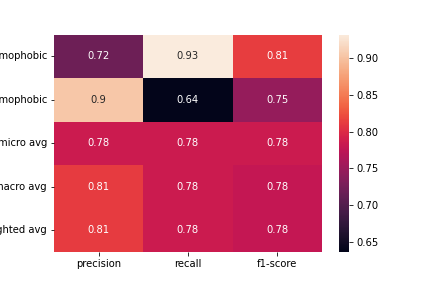 mophobic 0.72 0.93 0.81
mophobic 0.9 0.64 0.75
micro avg 0.78 0.78 0.78
nacro avg 0.81 0.78 0.78
ghted avg 0.81 0.78 0.78
precision recall f1-score
0.90
0.85
0.80
0.75
0.70
0.65